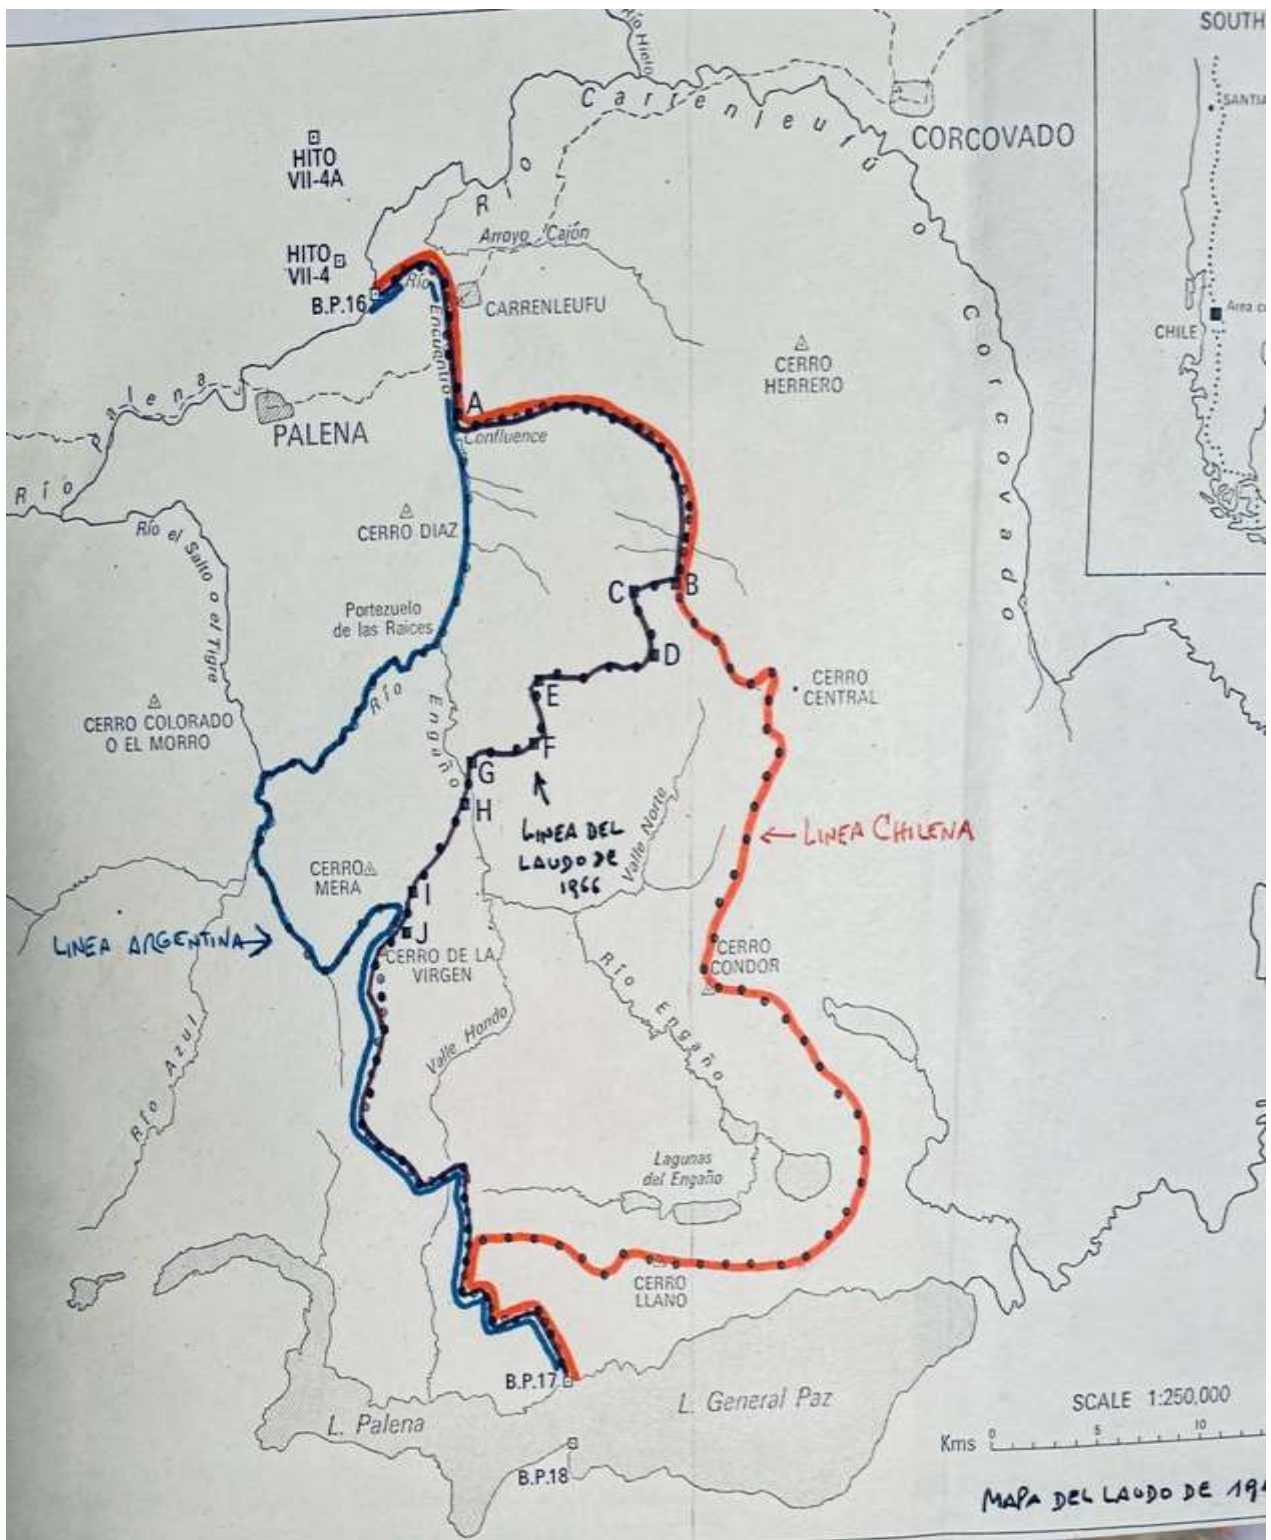 SOUTH
SANTIA
Area c
CHILE
Río Hielo
Río Carrenleufú o Corcovado
CORCOVADO
HITO
VII-4A
HITO
VII-4
B.P.16
Arroyo Cajón
CARRENLEUFU
Río Encuentro
CERRO
HERRERO
A
Confluence
Río Palena
PALENA
CERRO DIAZ
Río el Salto o el Tigre
Portezuelo
de las Raices
C
B
D
E
F
G
H
I
J
CERRO
CENTRAL
CERRO COLORADO
O EL MORRO
Río
Engaño
LINEA DEL
LAUDO DE
1966
Valle Norte
← LINEA CHILENA
CERRO
MERA
LINEA ARGENTINA →
CERRO DE LA
VIRGEN
CERRO
CONDOR
Río Engaño
Río Azul
Valle Hondo
Lagunas
del Engaño
CERRO
LLANO
B.P.17
L. General Paz
L. Palena
B.P.18
SCALE 1:250,000
Kms 0 5 10
MAPA DEL LAUDO DE